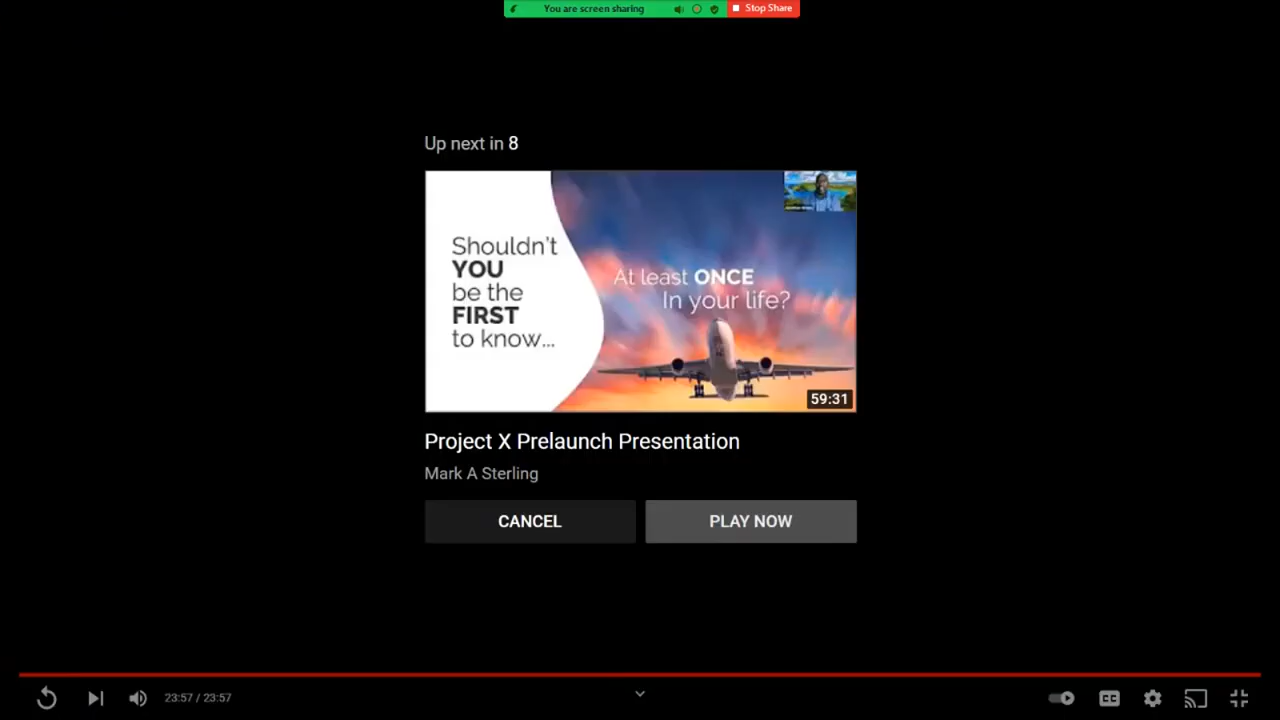 You are screen sharing
Stop Share
Up next in 8
Shouldn't
YOU
be the
FIRST
to know...
At least ONCE
In your life?
59:31
Project X Prelaunch Presentation
Mark A Sterling
CANCEL
PLAY NOW
23:57 / 23:57
CC